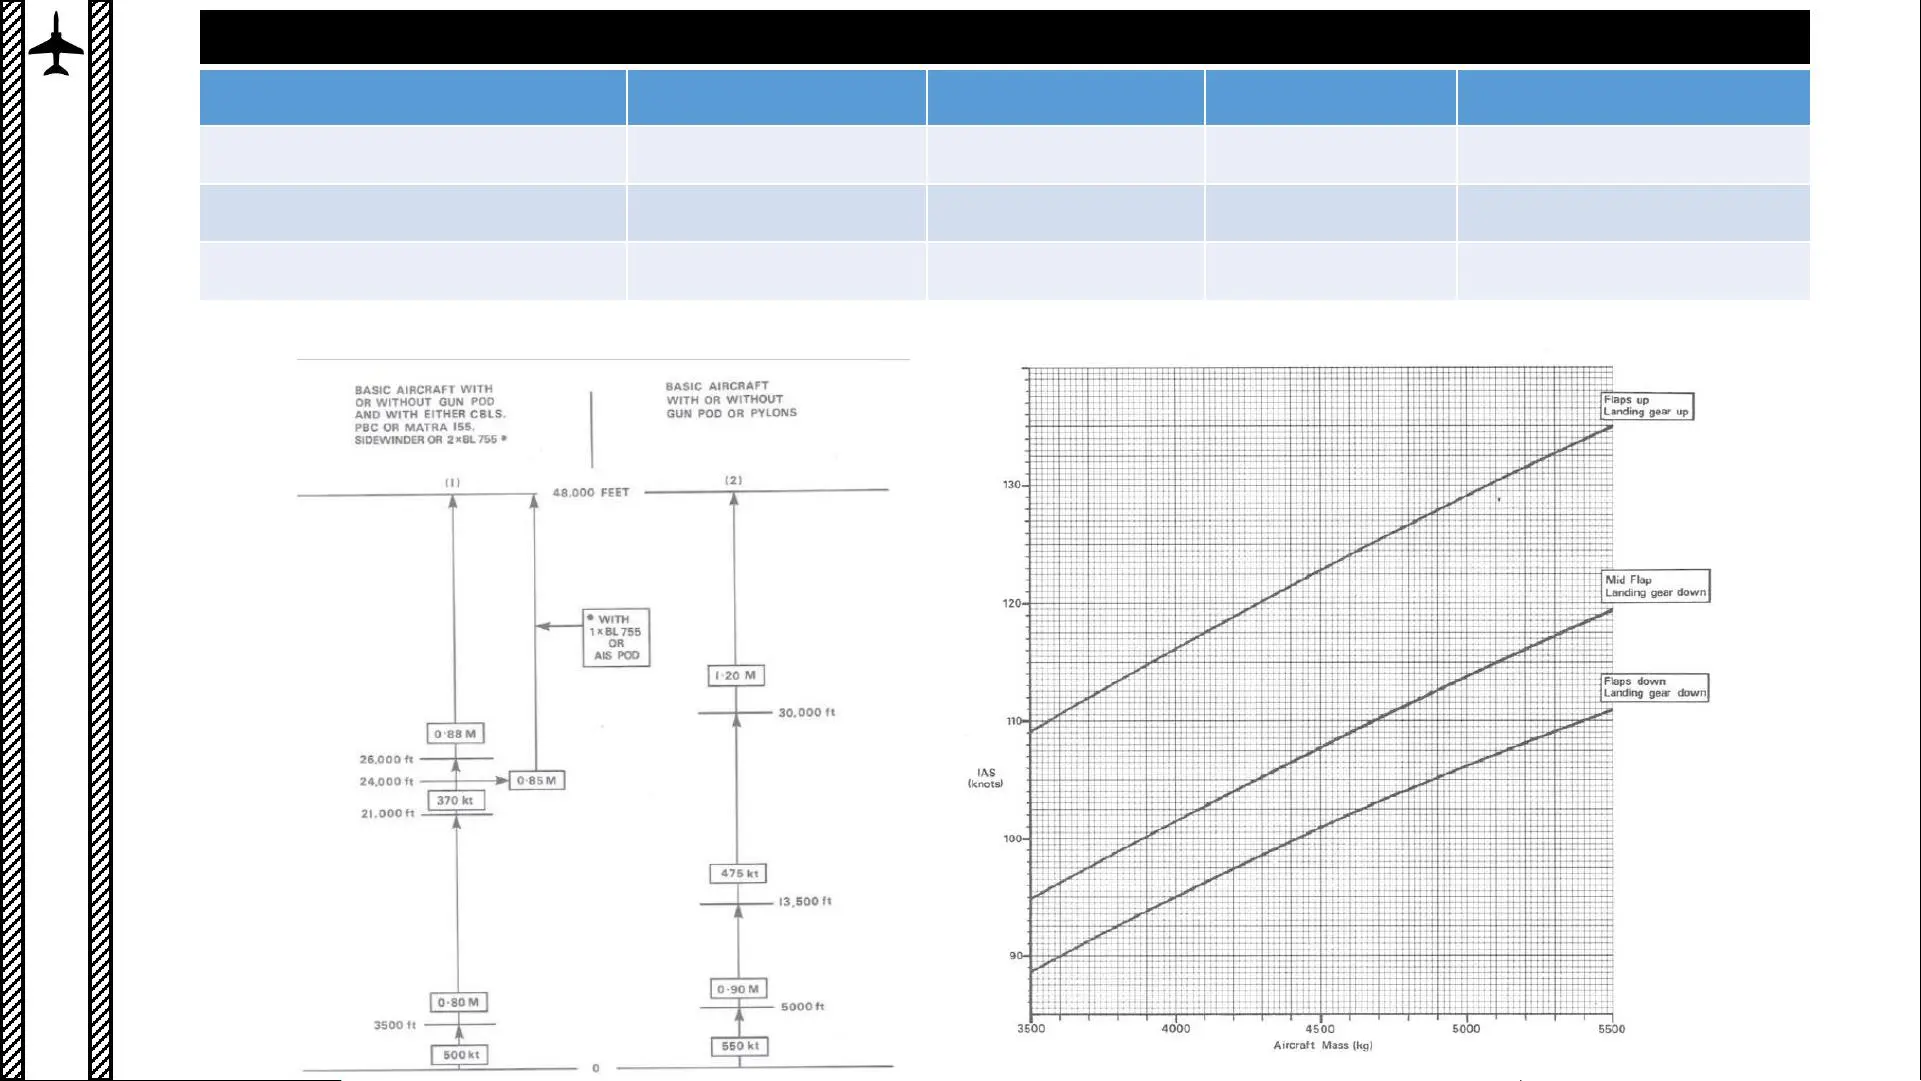 BASIC AIRCRAFT WITH
OR WITHOUT GUN POD
AND WITH EITHER CBLS,
PBC OR MATRA 155,
SIDEWINDER OR 2×BL 755 *
BASIC AIRCRAFT
WITH OR WITHOUT
GUN POD OR PYLONS
(1)
48,000 FEET
(2)
* WITH
1×BL 755
OR
AIS POD
1·20 M
30,000 ft
0·88 M
26,000 ft
24,000 ft
0·85 M
370 kt
21,000 ft
475 kt
13,500 ft
0·90 M
5000 ft
0·80 M
3500 ft
550 kt
500 kt
0
Flaps up
Landing gear up
130
Mid Flap
Landing gear down
120
Flaps down
Landing gear down
110
IAS
(knots)
100
90
3500 4000 4500 5000 5500
Aircraft Mass (kg)